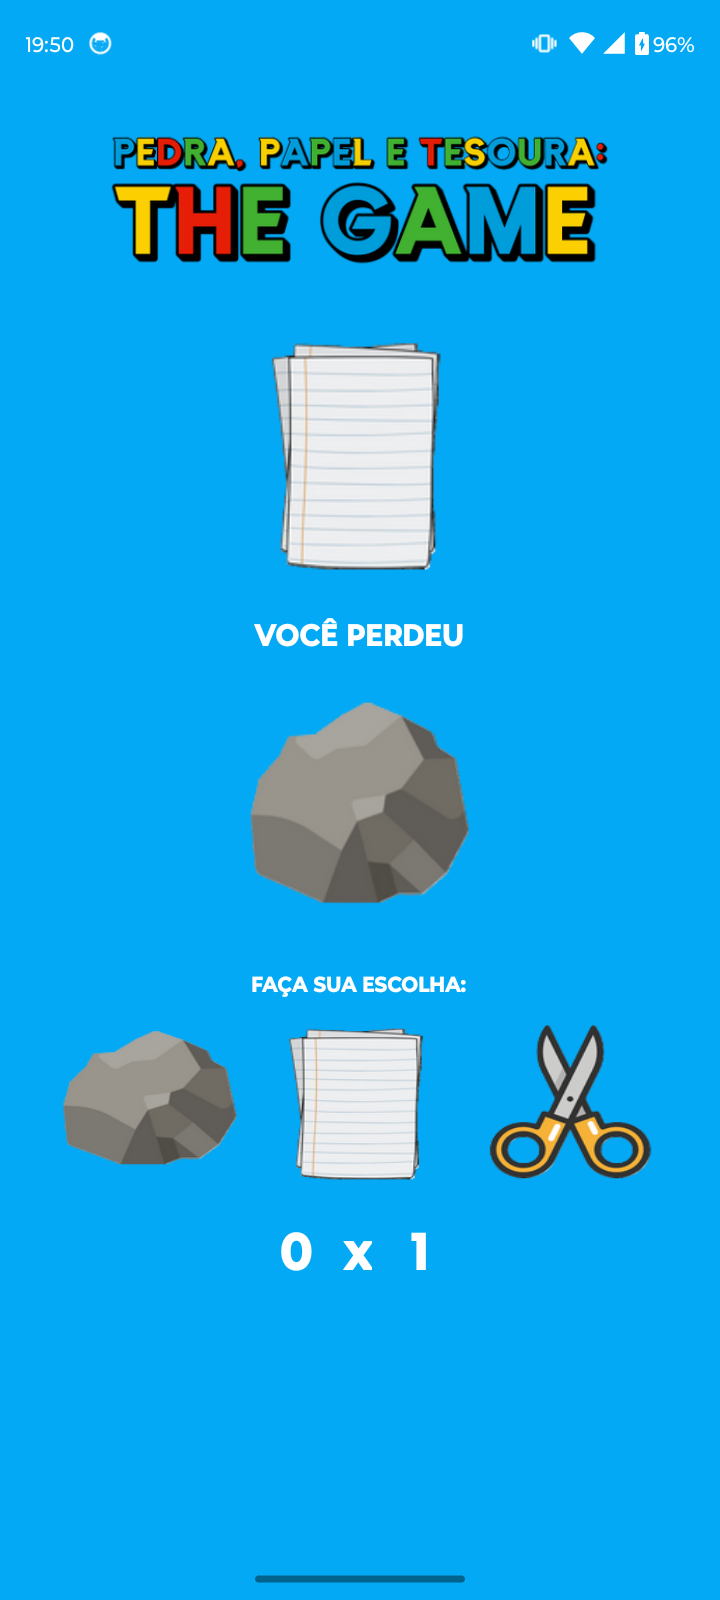 19:50
96%
PEDRA, PAPEL E TESOURA:
THE GAME
VOCÊ PERDEU
FAÇA SUA ESCOLHA:
0 x 1